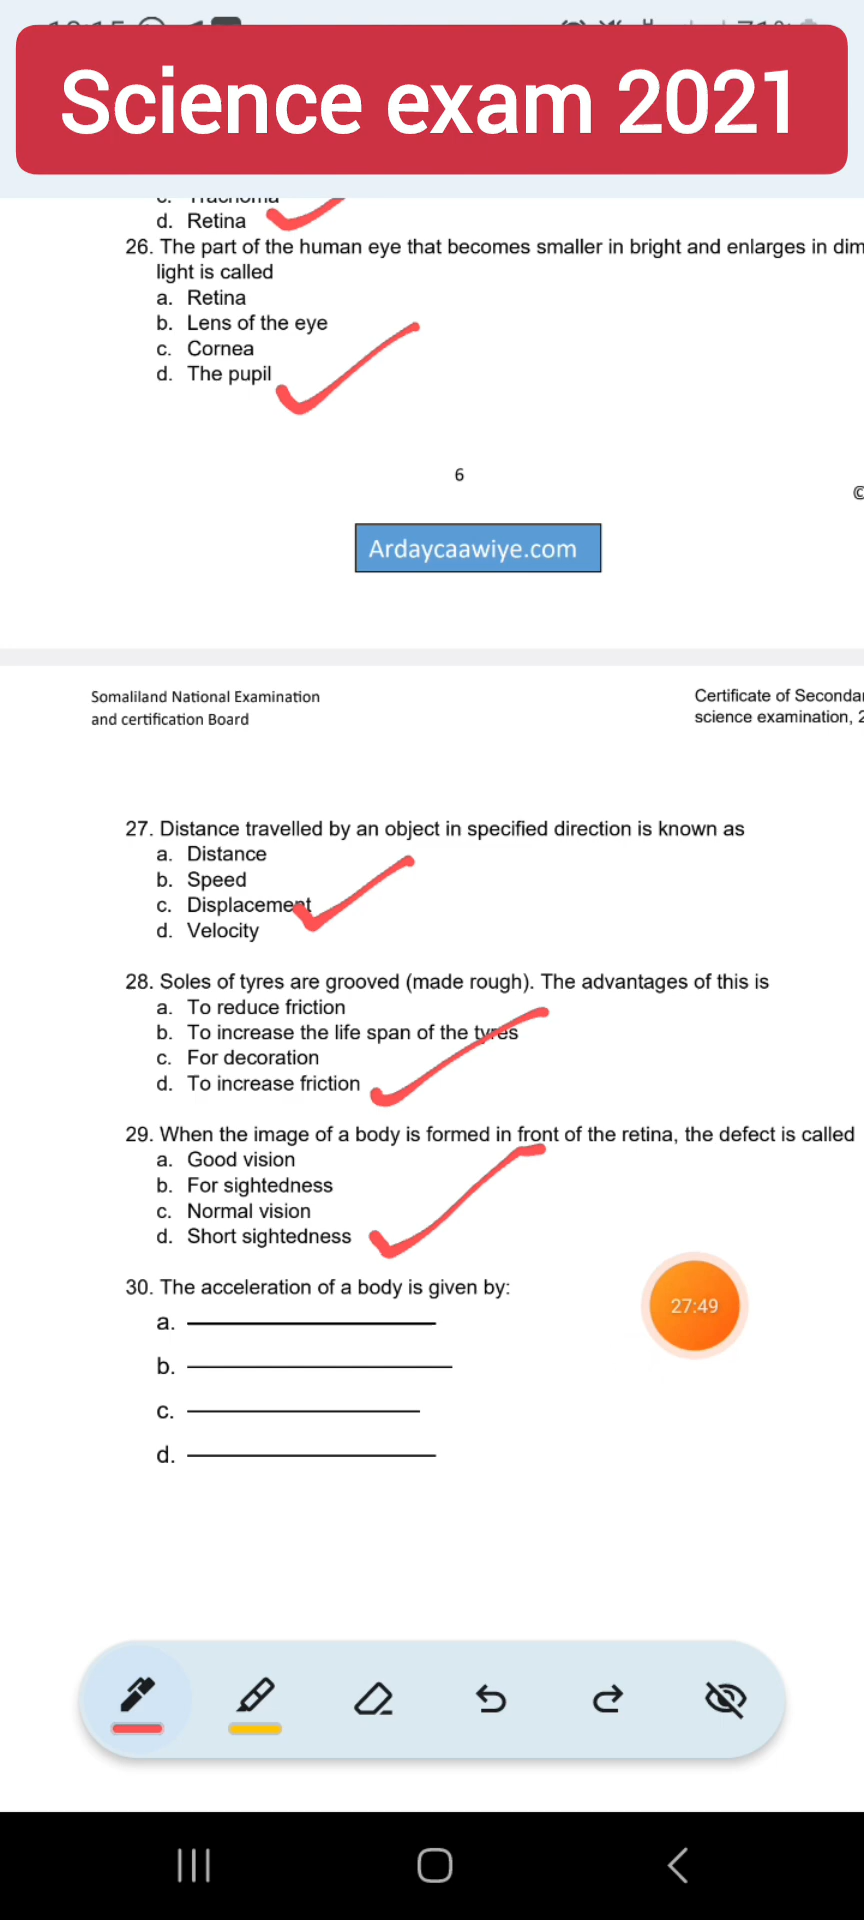 Science exam 2021
d. Retina
26. The part of the human eye that becomes smaller in bright and enlarges in dim
light is called
a. Retina
b. Lens of the eye
c. Cornea
d. The pupil
6
©
Ardaycaawiye.com
Somaliland National Examination
and certification Board
Certificate of Seconda
science examination, 2
27. Distance travelled by an object in specified direction is known as
a. Distance
b. Speed
c. Displacement
d. Velocity
28. Soles of tyres are grooved (made rough). The advantages of this is
a. To reduce friction
b. To increase the life span of the tyres
c. For decoration
d. To increase friction
29. When the image of a body is formed in front of the retina, the defect is called
a. Good vision
b. For sightedness
c. Normal vision
d. Short sightedness
30. The acceleration of a body is given by:
a.
b.
c.
d.
27:49